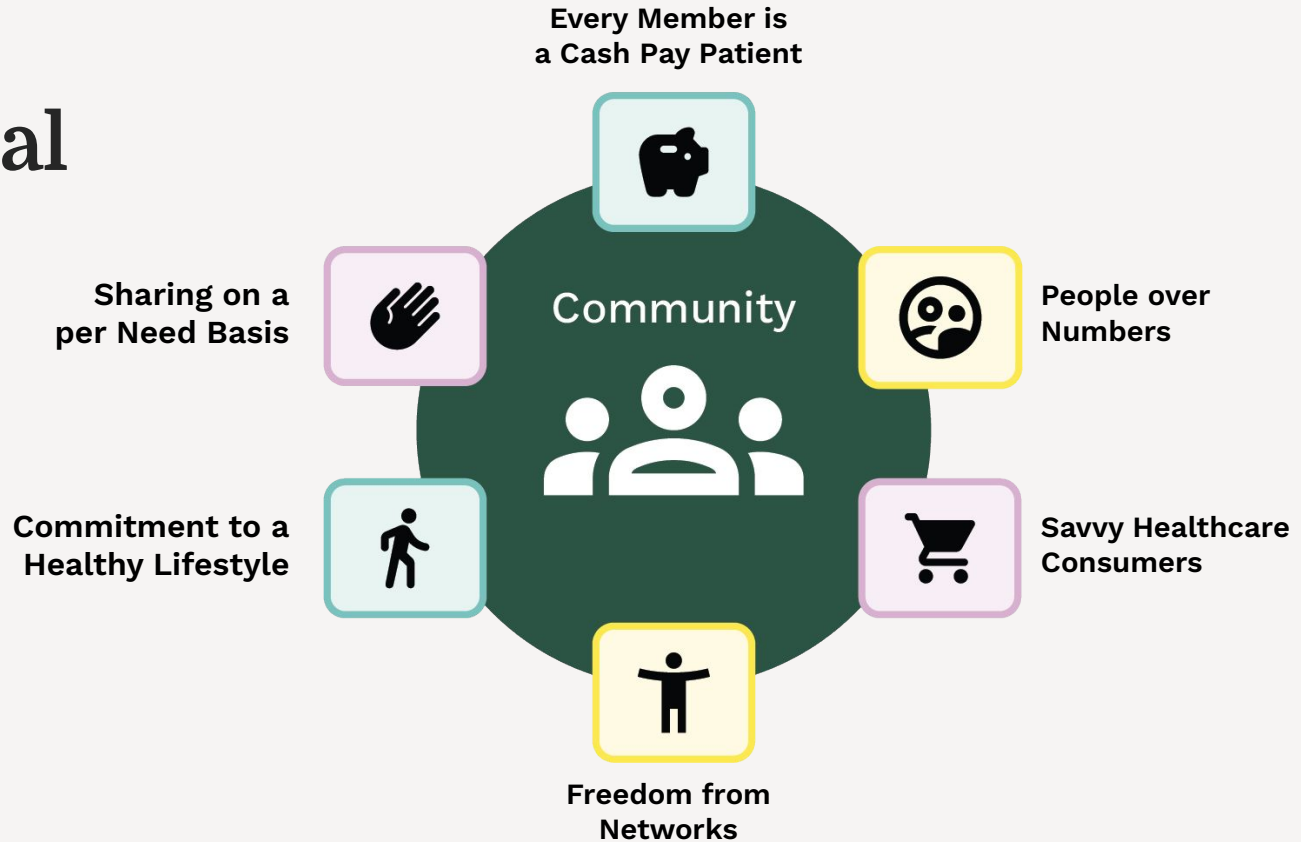 Every Member is
a Cash Pay Patient
al
Sharing on a
per Need Basis
Community
People over
Numbers
Commitment to a
Healthy Lifestyle
Savvy Healthcare
Consumers
Freedom from
Networks